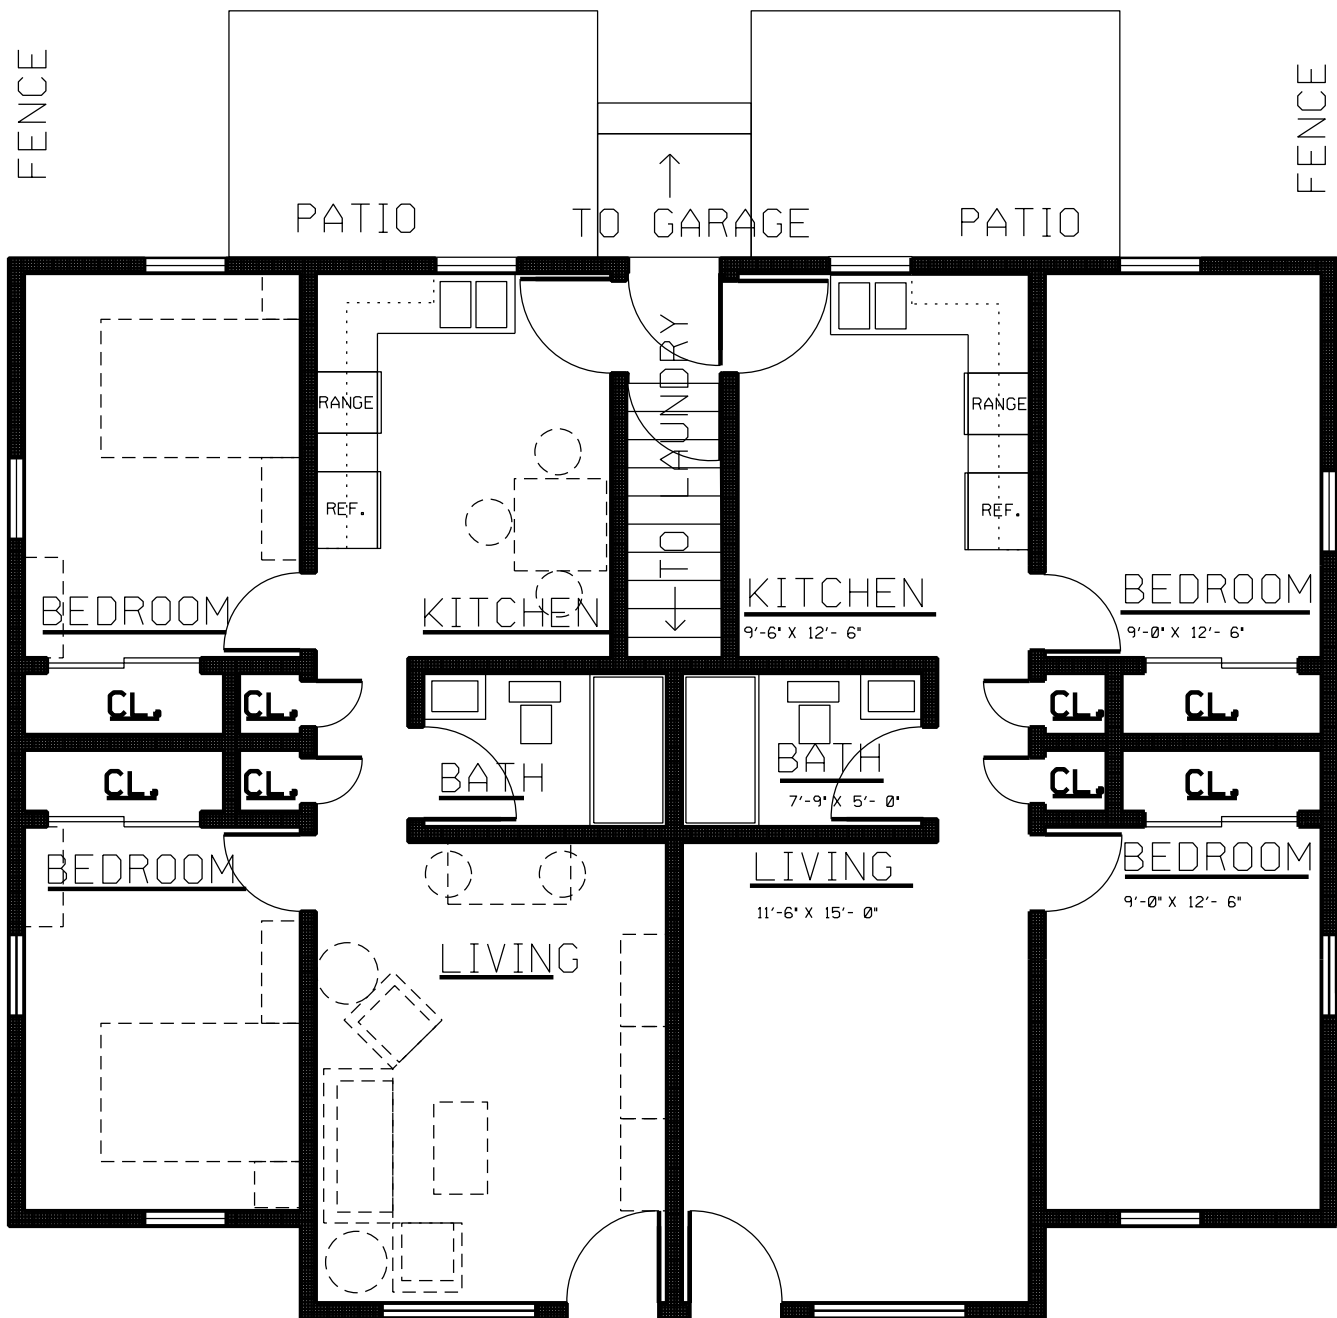 FENCE
FENCE
PATIO
TO GARAGE
PATIO
TO LAUNDRY
RANGE
RANGE
REF.
REF.
BEDROOM
KITCHEN
KITCHEN
9'-6" X 12'- 6"
BEDROOM
9'-0" X 12'- 6"
CL.
CL.
CL.
CL.
CL.
CL.
CL.
CL.
BATH
BATH
7'-9" X 5'- 0"
BEDROOM
LIVING
11'-6" X 15'- 0"
BEDROOM
9'-0" X 12'- 6"
LIVING